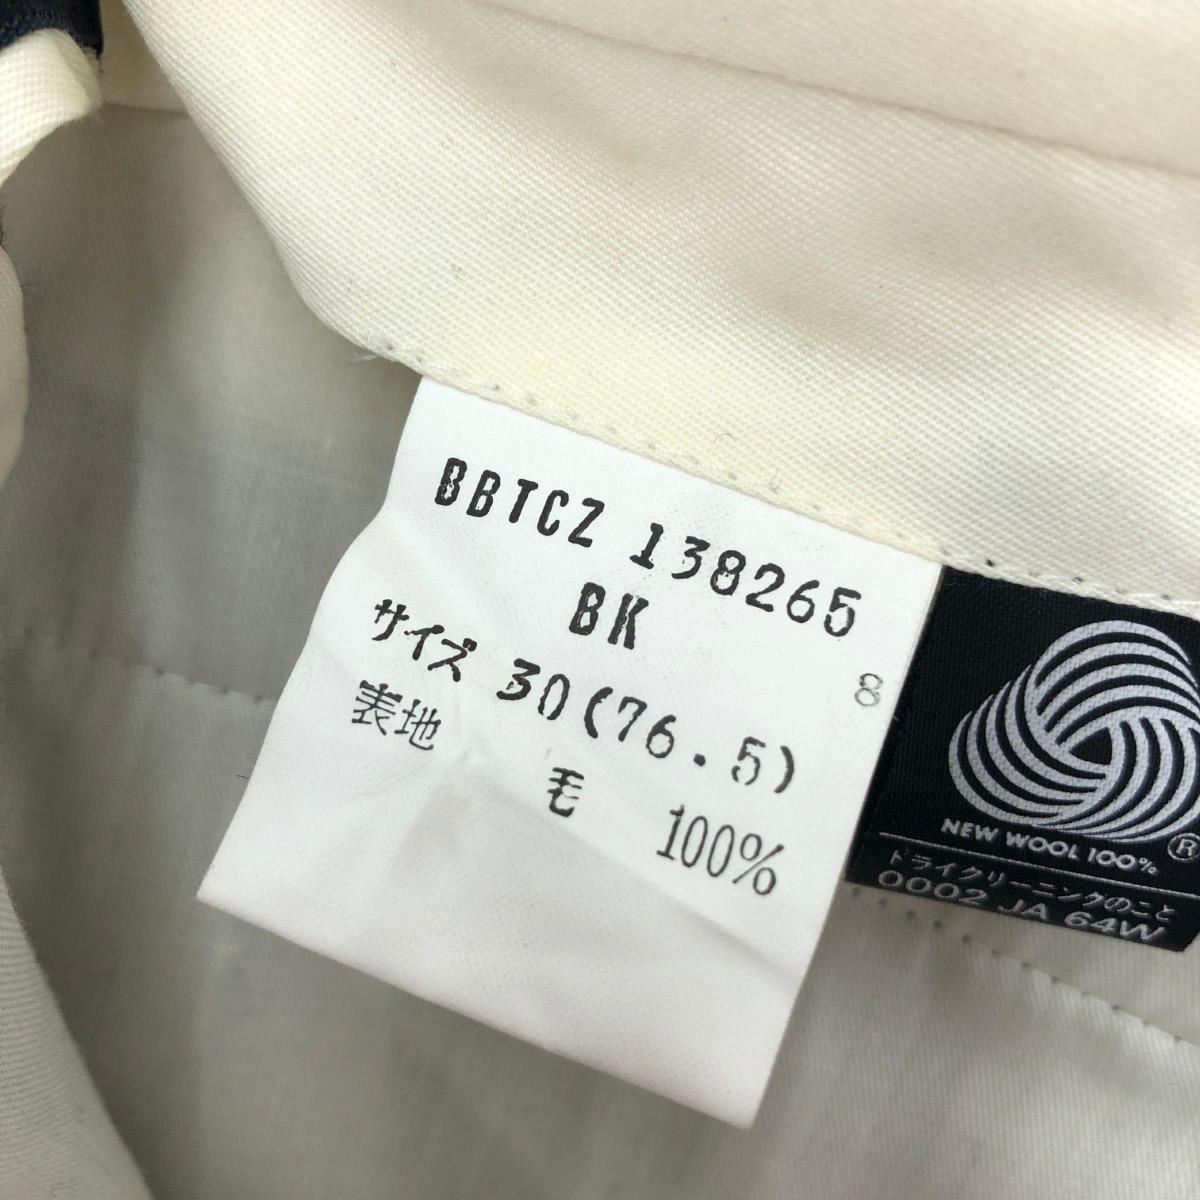 BBTCZ 138265
BK
8
サイズ 30(76.5)
表地
毛 100%
NEW WOOL 100% ®
ドライクリーニングのこと
0002 JA 64W